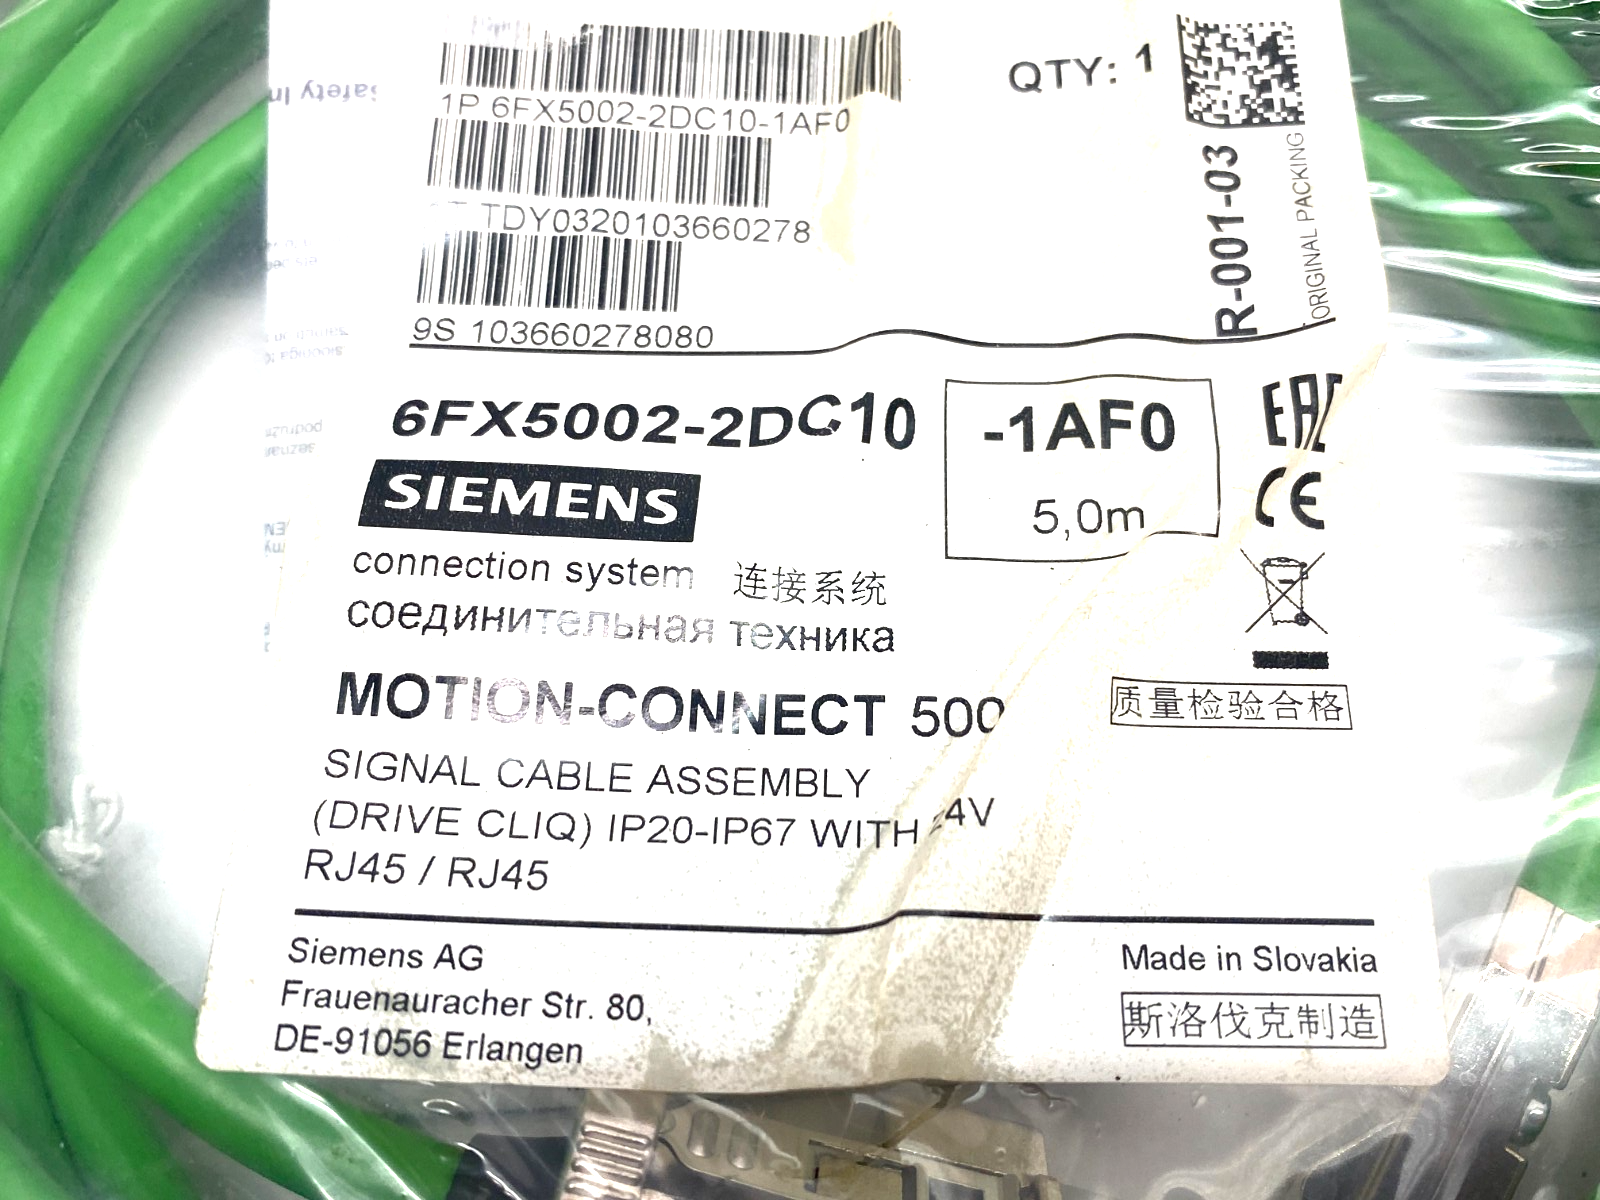 1P 6FX5002-2DC10-1AF0
QTY: 1
TDY0320103660278
9S 103660278080
R-001-03
ORIGINAL PACKING
6FX5002-2DC10
-1AF0
5,0m
EAC
CE
SIEMENS
connection system 连接系统
соединительная техника
MOTION-CONNECT 500
质量检验合格
SIGNAL CABLE ASSEMBLY
(DRIVE CLIQ) IP20-IP67 WITH 4V
RJ45 / RJ45
Siemens AG
Frauenauracher Str. 80,
DE-91056 Erlangen
Made in Slovakia
斯洛伐克制造